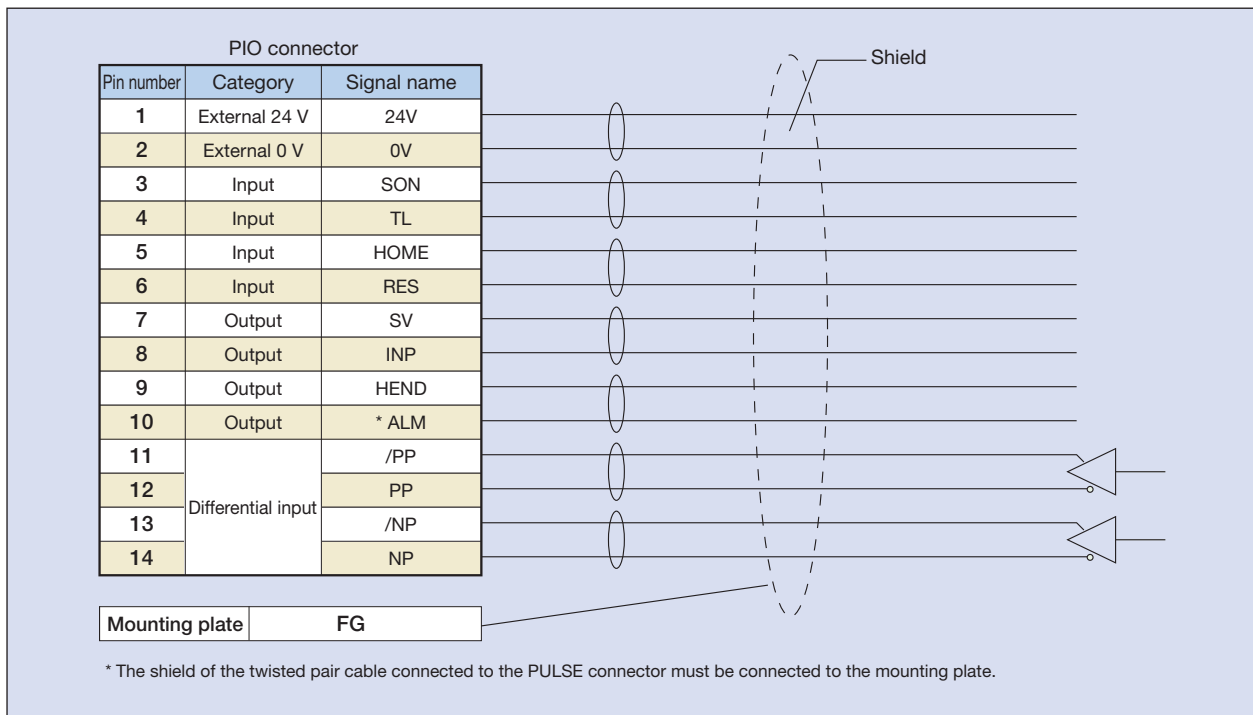 PIO connector
Shield
Pin number Category Signal name
1 External 24 V 24V
2 External 0 V 0V
3 Input SON
4 Input TL
5 Input HOME
6 Input RES
7 Output SV
8 Output INP
9 Output HEND
10 Output * ALM
11 /PP
12 PP
Differential input
13 /NP
14 NP
Mounting plate FG
* The shield of the twisted pair cable connected to the PULSE connector must be connected to the mounting plate.